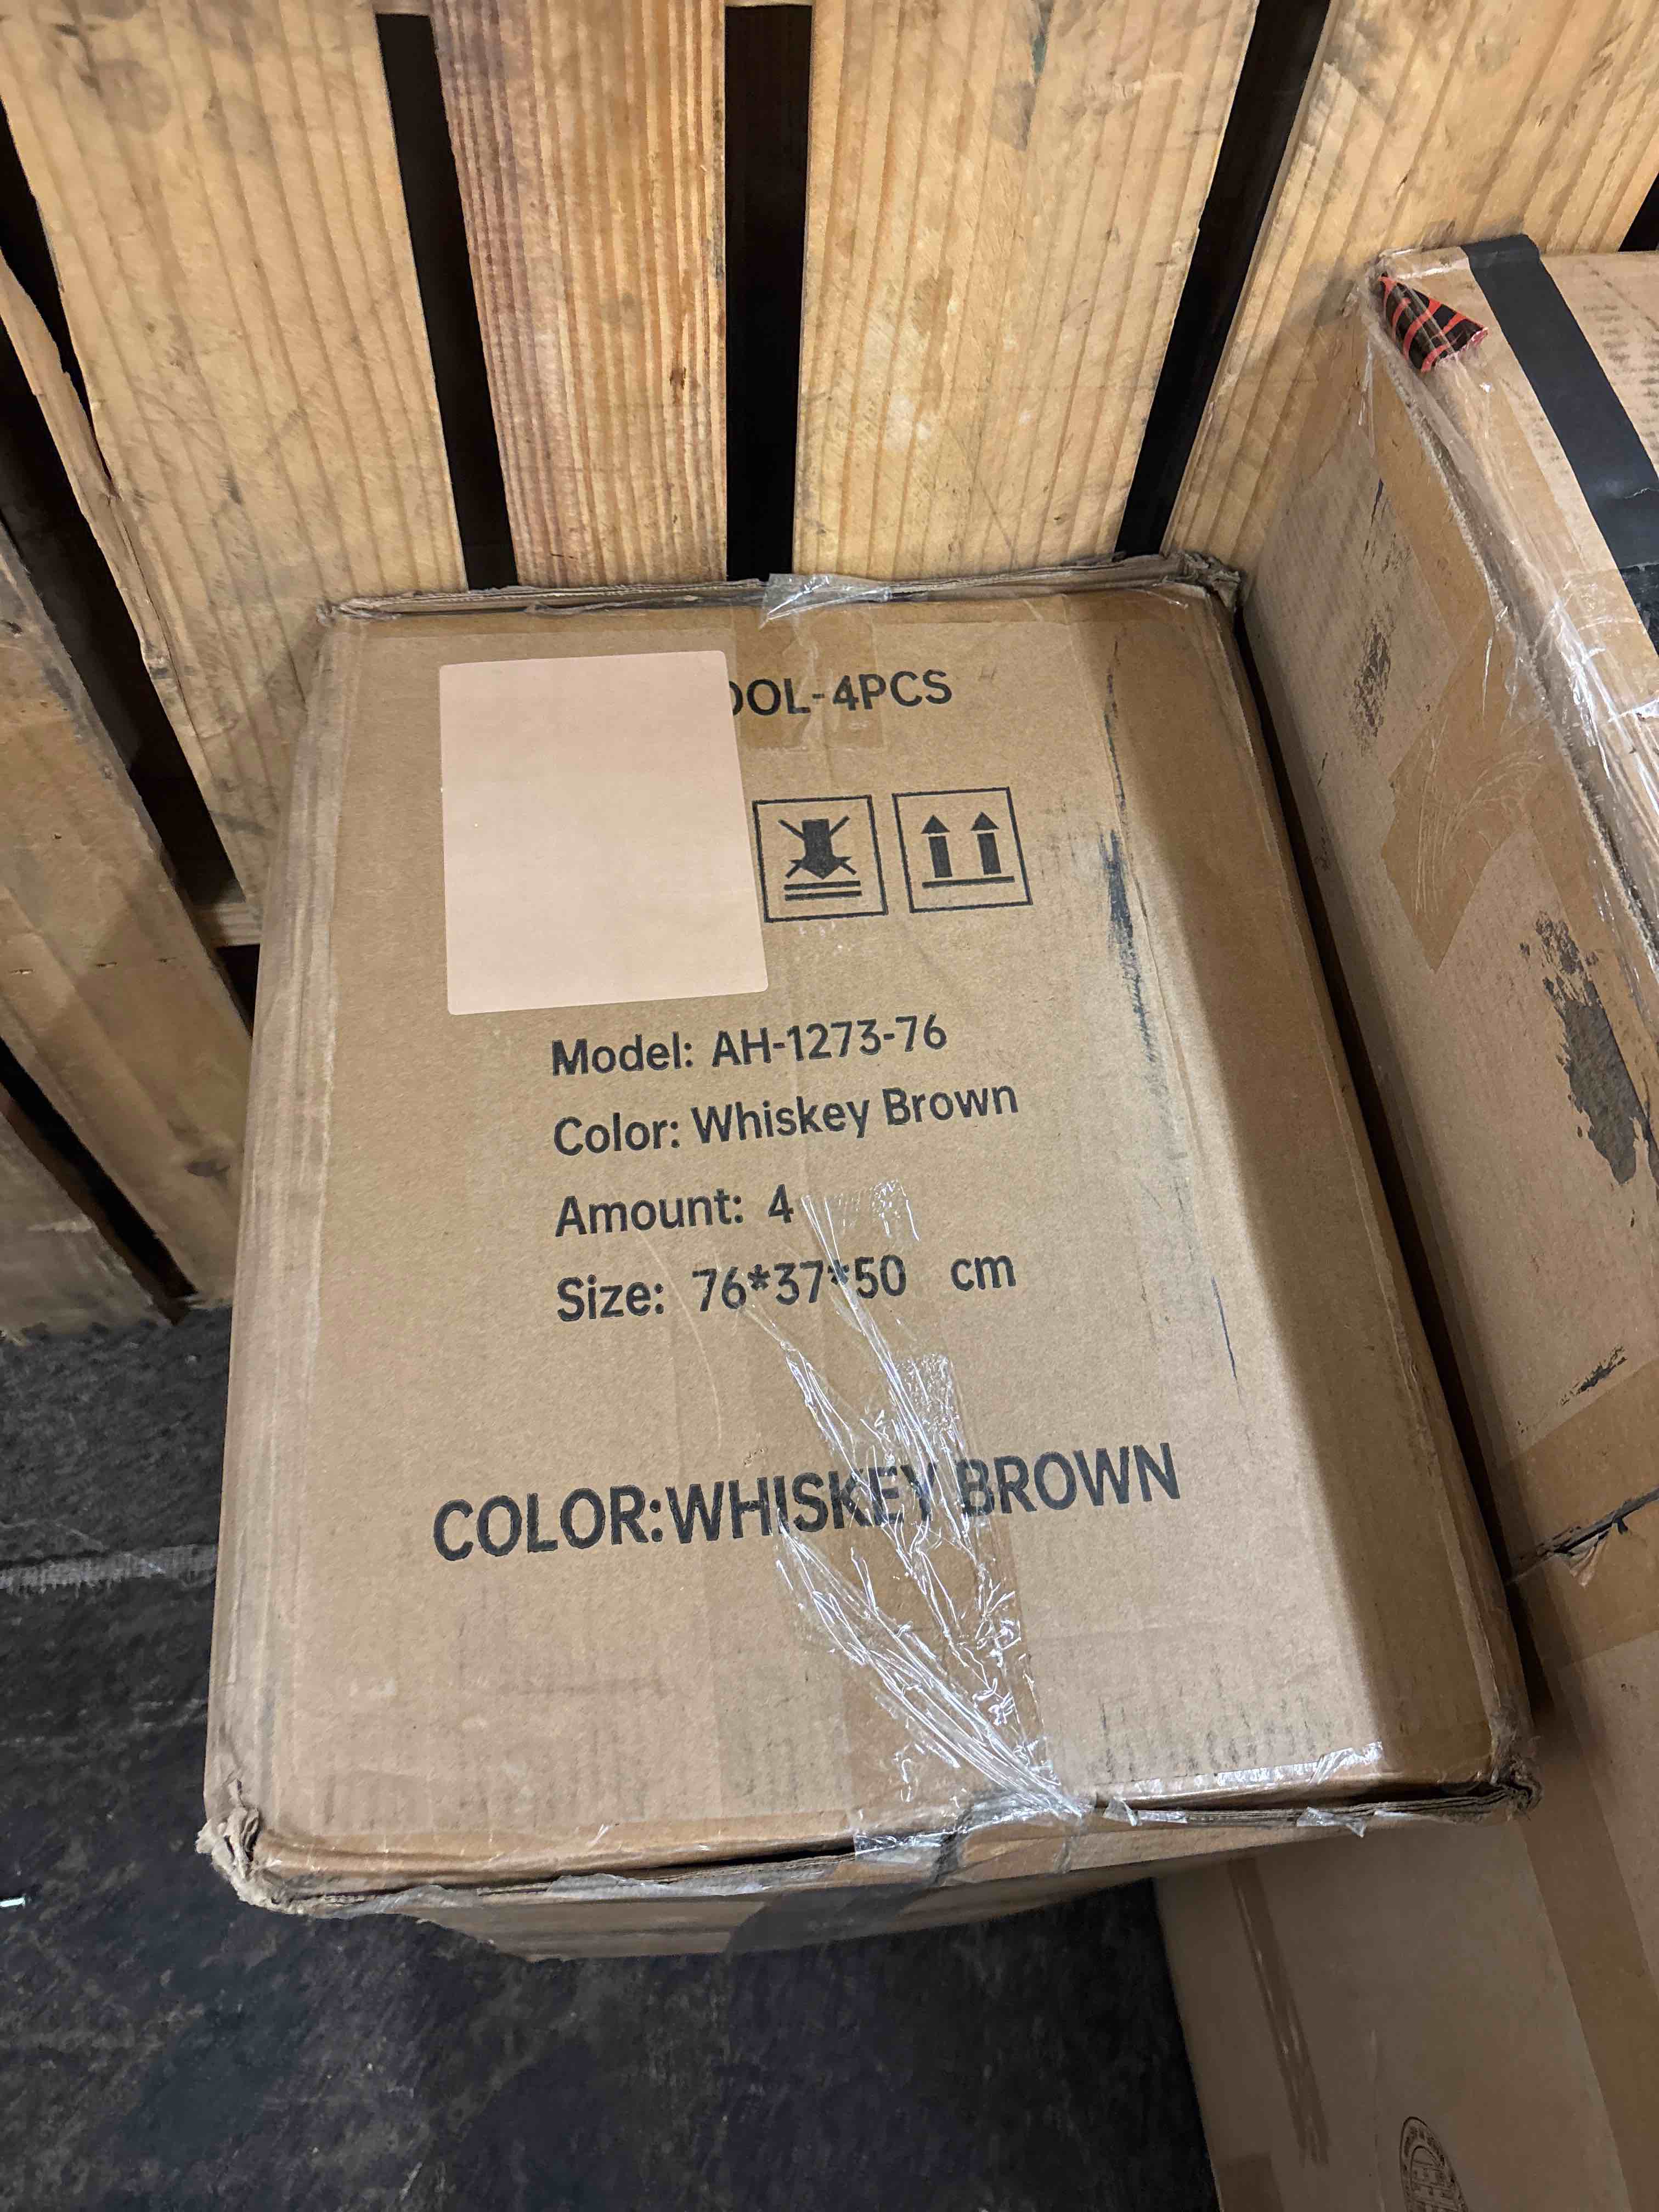 OOL-4PCS
Model: AH-1273-76
Color: Whiskey Brown
Amount: 4
Size: 76*37*50 cm
COLOR:WHISKEY BROWN